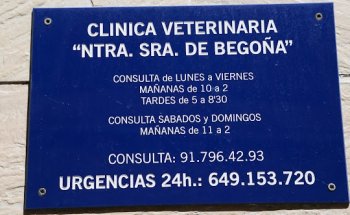 CLINICA VETERINARIA
“NTRA. SRA. DE BEGOÑA”
CONSULTA de LUNES a VIERNES
MAÑANAS de 10 a 2
TARDES de 5 a 8'30
CONSULTA SABADOS y DOMINGOS
MAÑANAS de 11 a 2
CONSULTA: 91.796.42.93
URGENCIAS 24h.: 649.153.720